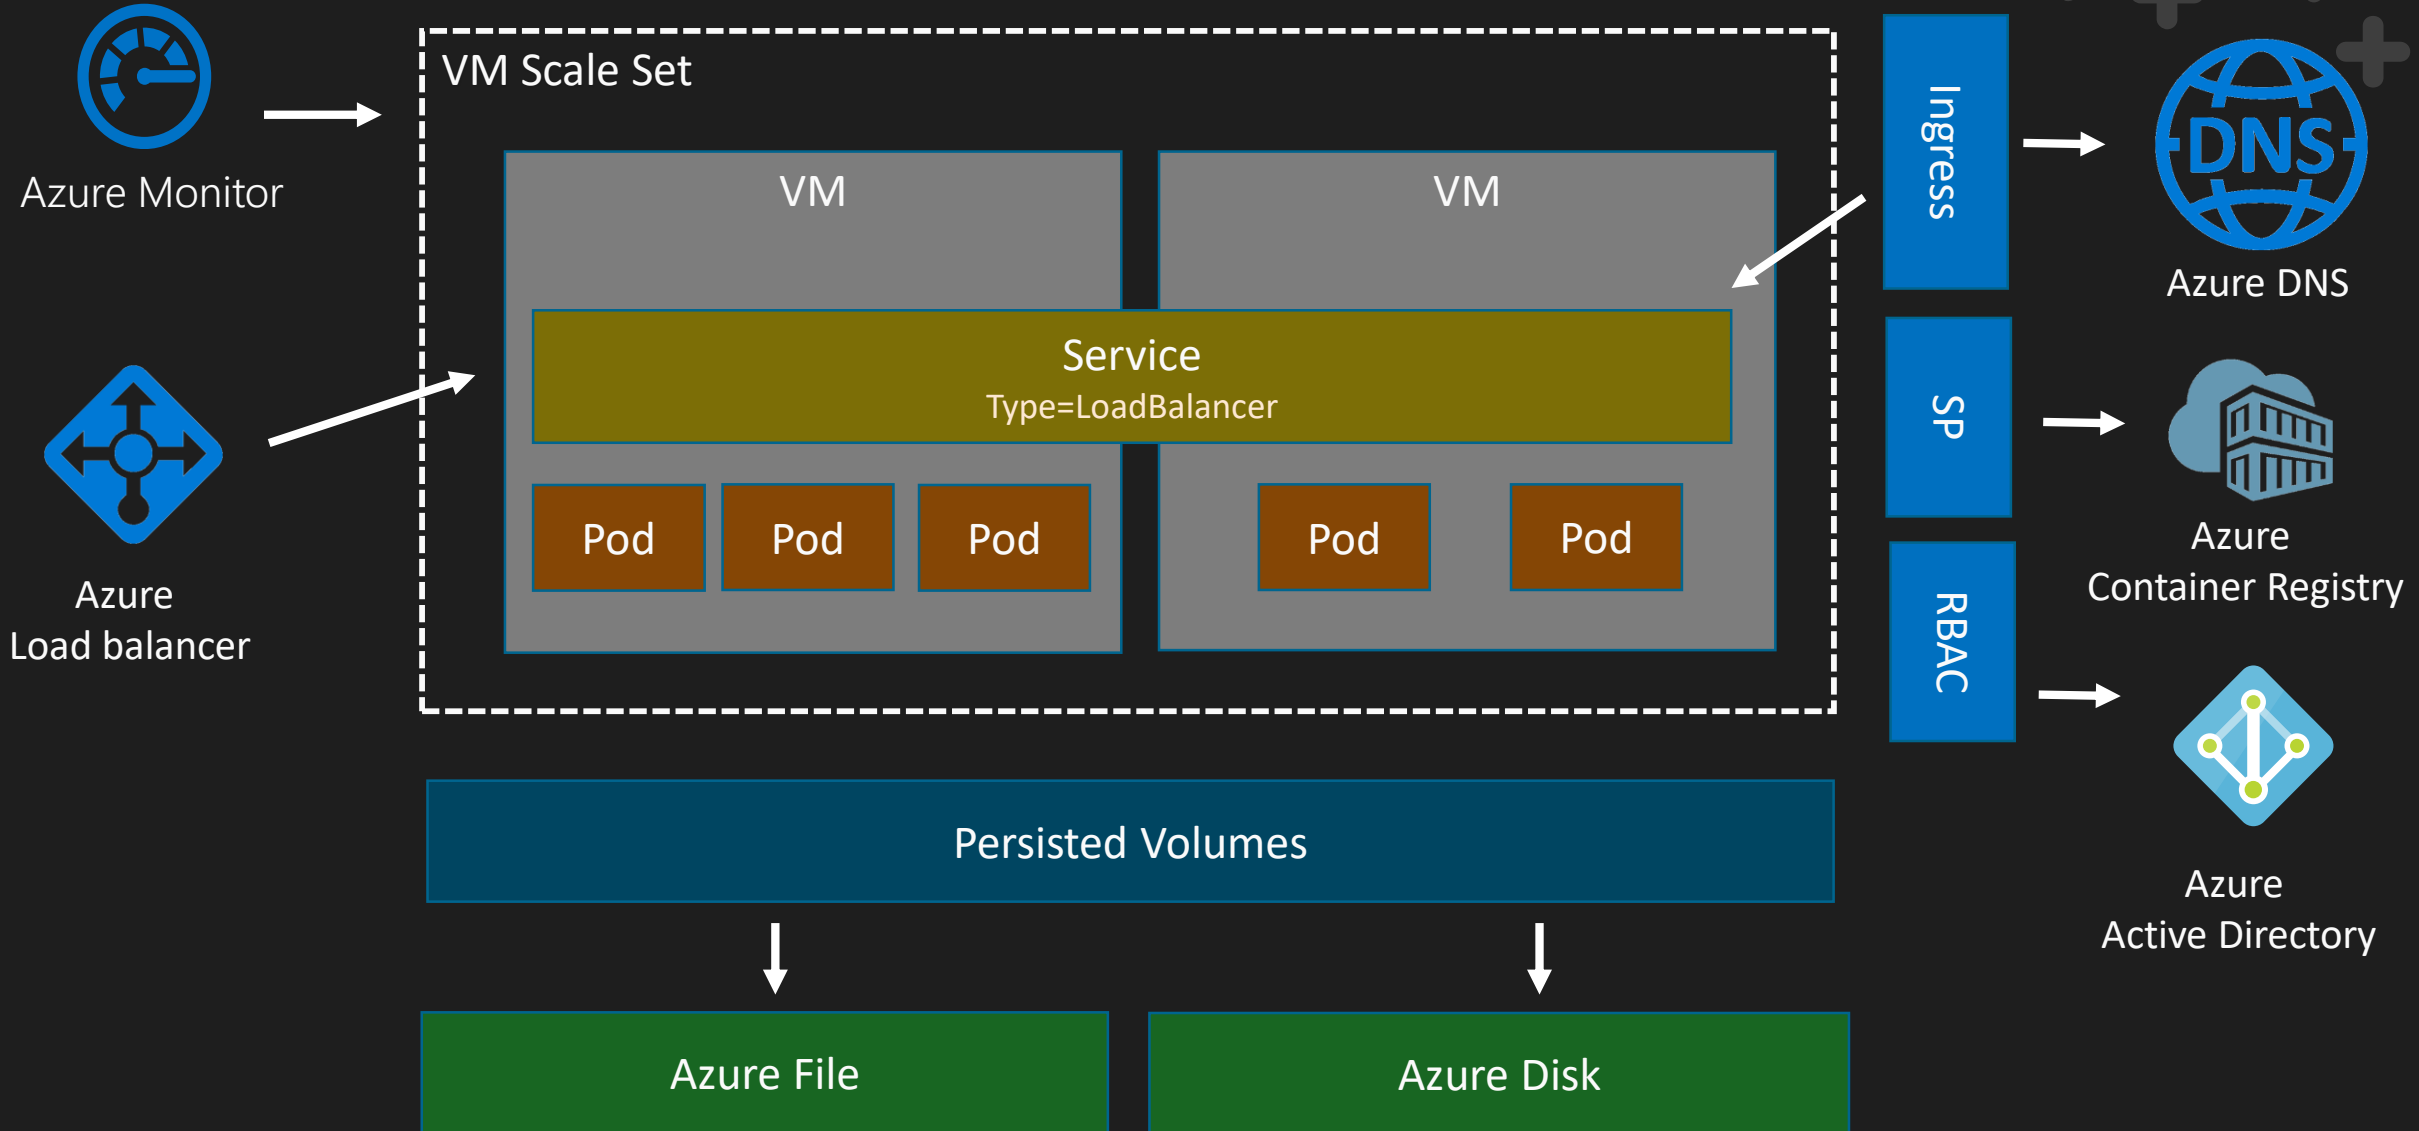 Azure Monitor
Azure
Load balancer
VM Scale Set
VM
VM
Service
Type=LoadBalancer
Pod
Pod
Pod
Pod
Pod
Persisted Volumes
Azure File
Azure Disk
Ingress
SP
RBAC
DNS
Azure DNS
Azure
Container Registry
Azure
Active Directory